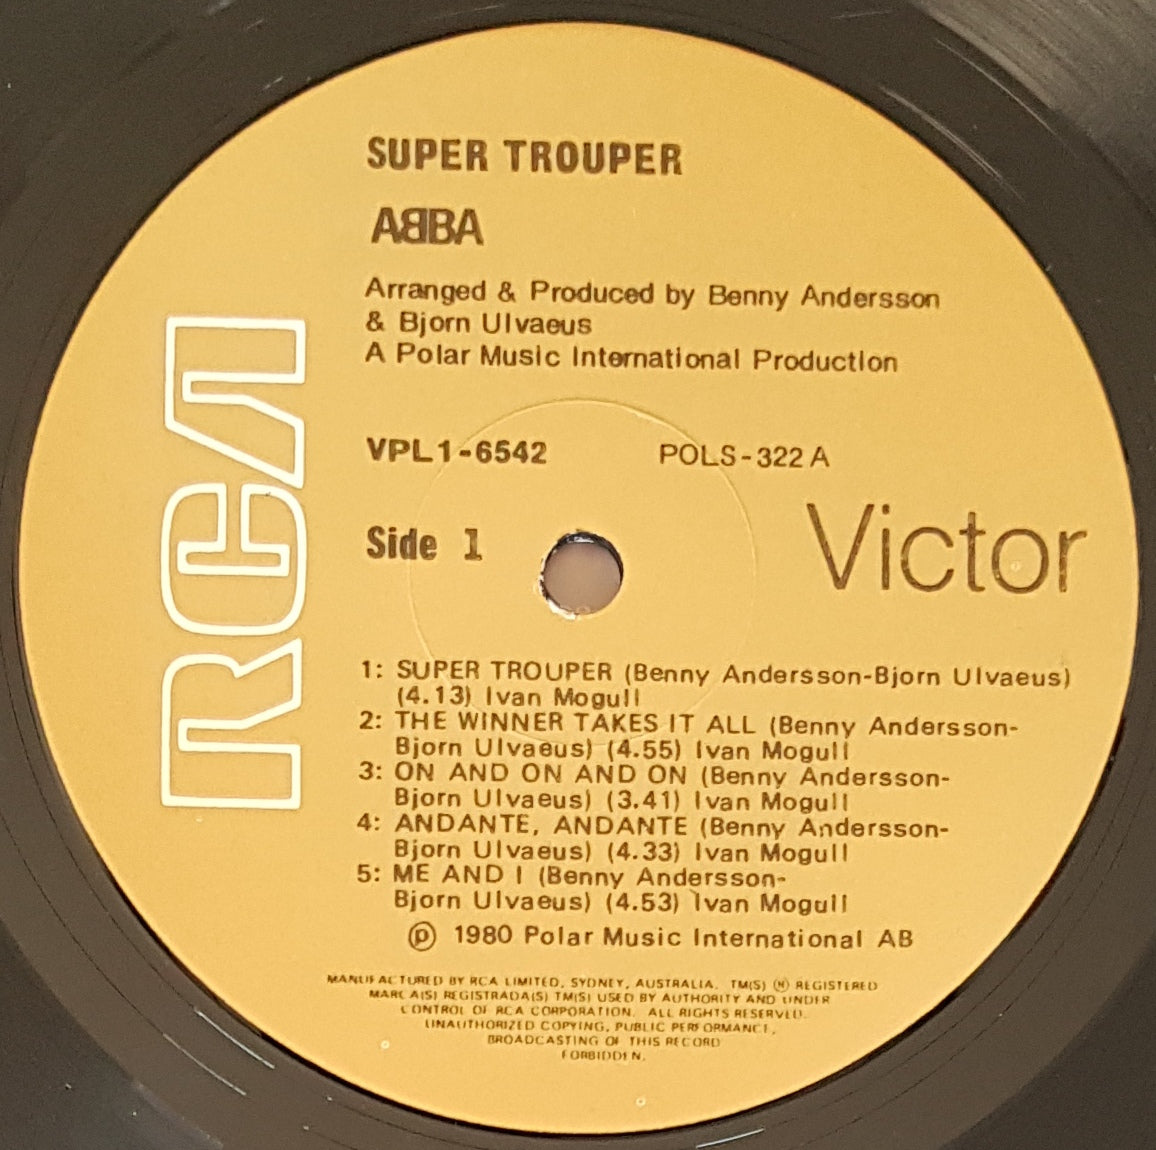 SUPER TROUPER
ABBA
Arranged & Produced by Benny Andersson
& Bjorn Ulvaeus
A Polar Music International Production
VPL1-6542 POLS-322 A
RCA
Victor
Side 1
1: SUPER TROUPER (Benny Andersson-Bjorn Ulvaeus)
(4.13) Ivan Mogull
2: THE WINNER TAKES IT ALL (Benny Andersson-
Bjorn Ulvaeus) (4.55) Ivan Mogull
3: ON AND ON AND ON (Benny Andersson-
Bjorn Ulvaeus) (3.41) Ivan Mogull
4: ANDANTE, ANDANTE (Benny Andersson-
Bjorn Ulvaeus) (4.33) Ivan Mogull
5: ME AND I (Benny Andersson-
Bjorn Ulvaeus) (4.53) Ivan Mogull
℗ 1980 Polar Music International AB
MANUFACTURED BY RCA LIMITED, SYDNEY, AUSTRALIA. TM(S) ® REGISTERED
MARCA(S) REGISTRADA(S) TM(S) USED BY AUTHORITY AND UNDER
CONTROL OF RCA CORPORATION. ALL RIGHTS RESERVED.
UNAUTHORIZED COPYING, PUBLIC PERFORMANCE,
BROADCASTING OF THIS RECORD
FORBIDDEN.